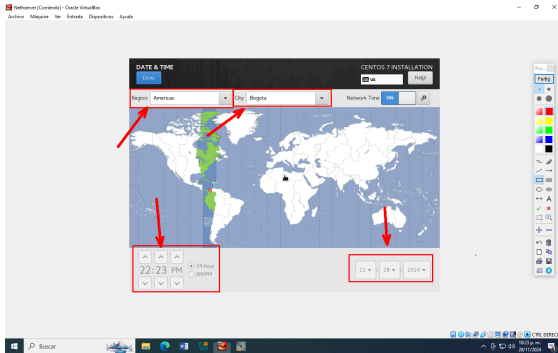 Nethserver [Corriendo] - Oracle VirtualBox
Archivo Máquina Ver Entrada Dispositivos Ayuda
DATE & TIME
CENTOS 7 INSTALLATION
Done
us
Help!
Region: Americas
City: Bogota
Network Time ON
Fertig
22:23 PM
24-hour
AM/PM
11 / 28 / 2024
CTRL DERECHA
Buscar
10:23 p. m.
28/11/2024